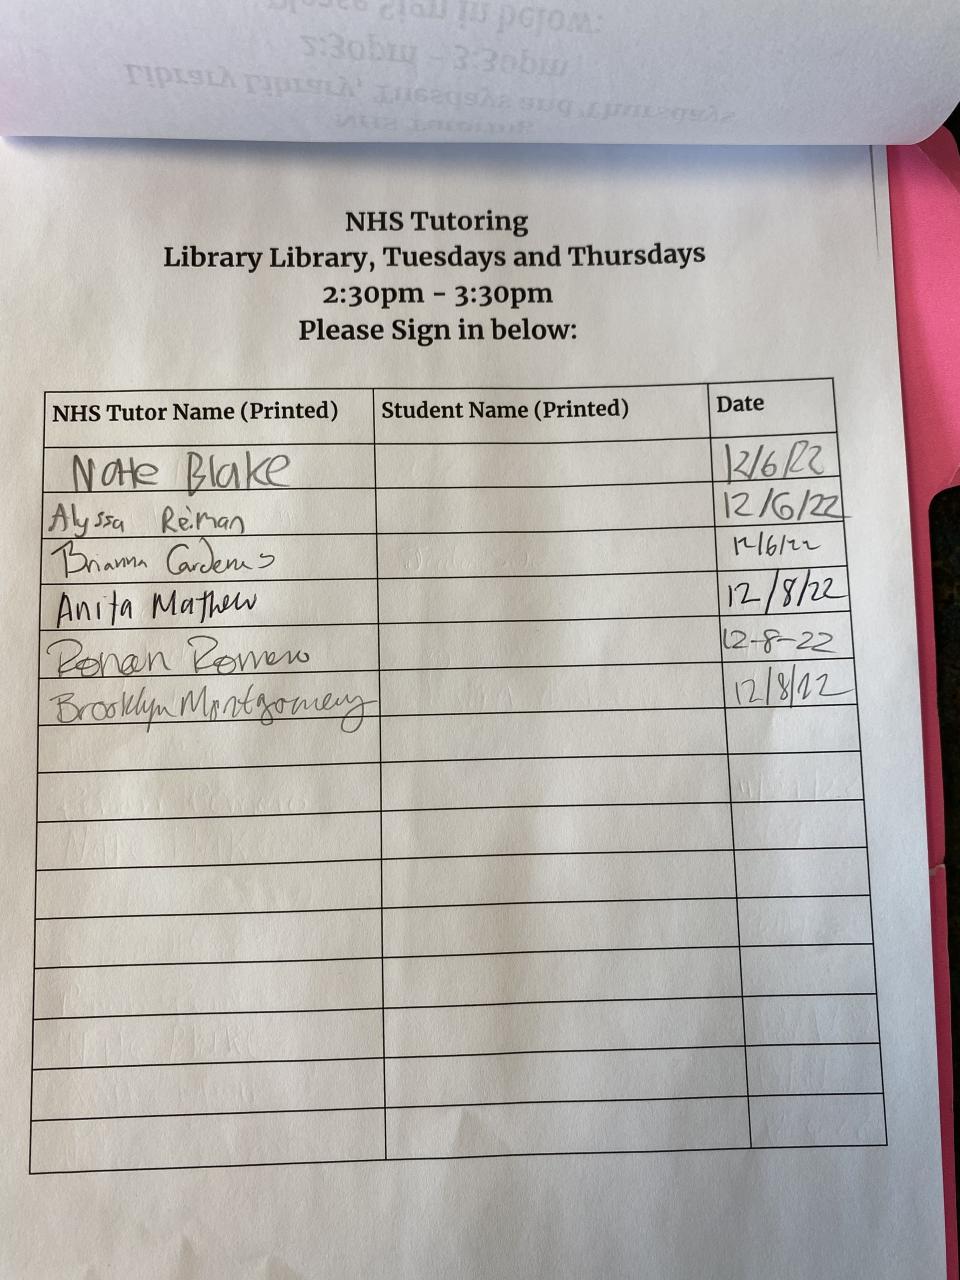 NHS Tutoring
Library Library, Tuesdays and Thursdays
2:30pm - 3:30pm
Please Sign in below:
NHS Tutor Name (Printed) Student Name (Printed) Date
Nate Blake 12/6/22
Alyssa Reiman 12/6/22
Brianna Cardenas 12/6/22
Anita Mathew 12/8/22
Ronan Romero 12-8-22
Brooklyn Montgomery 12/8/22